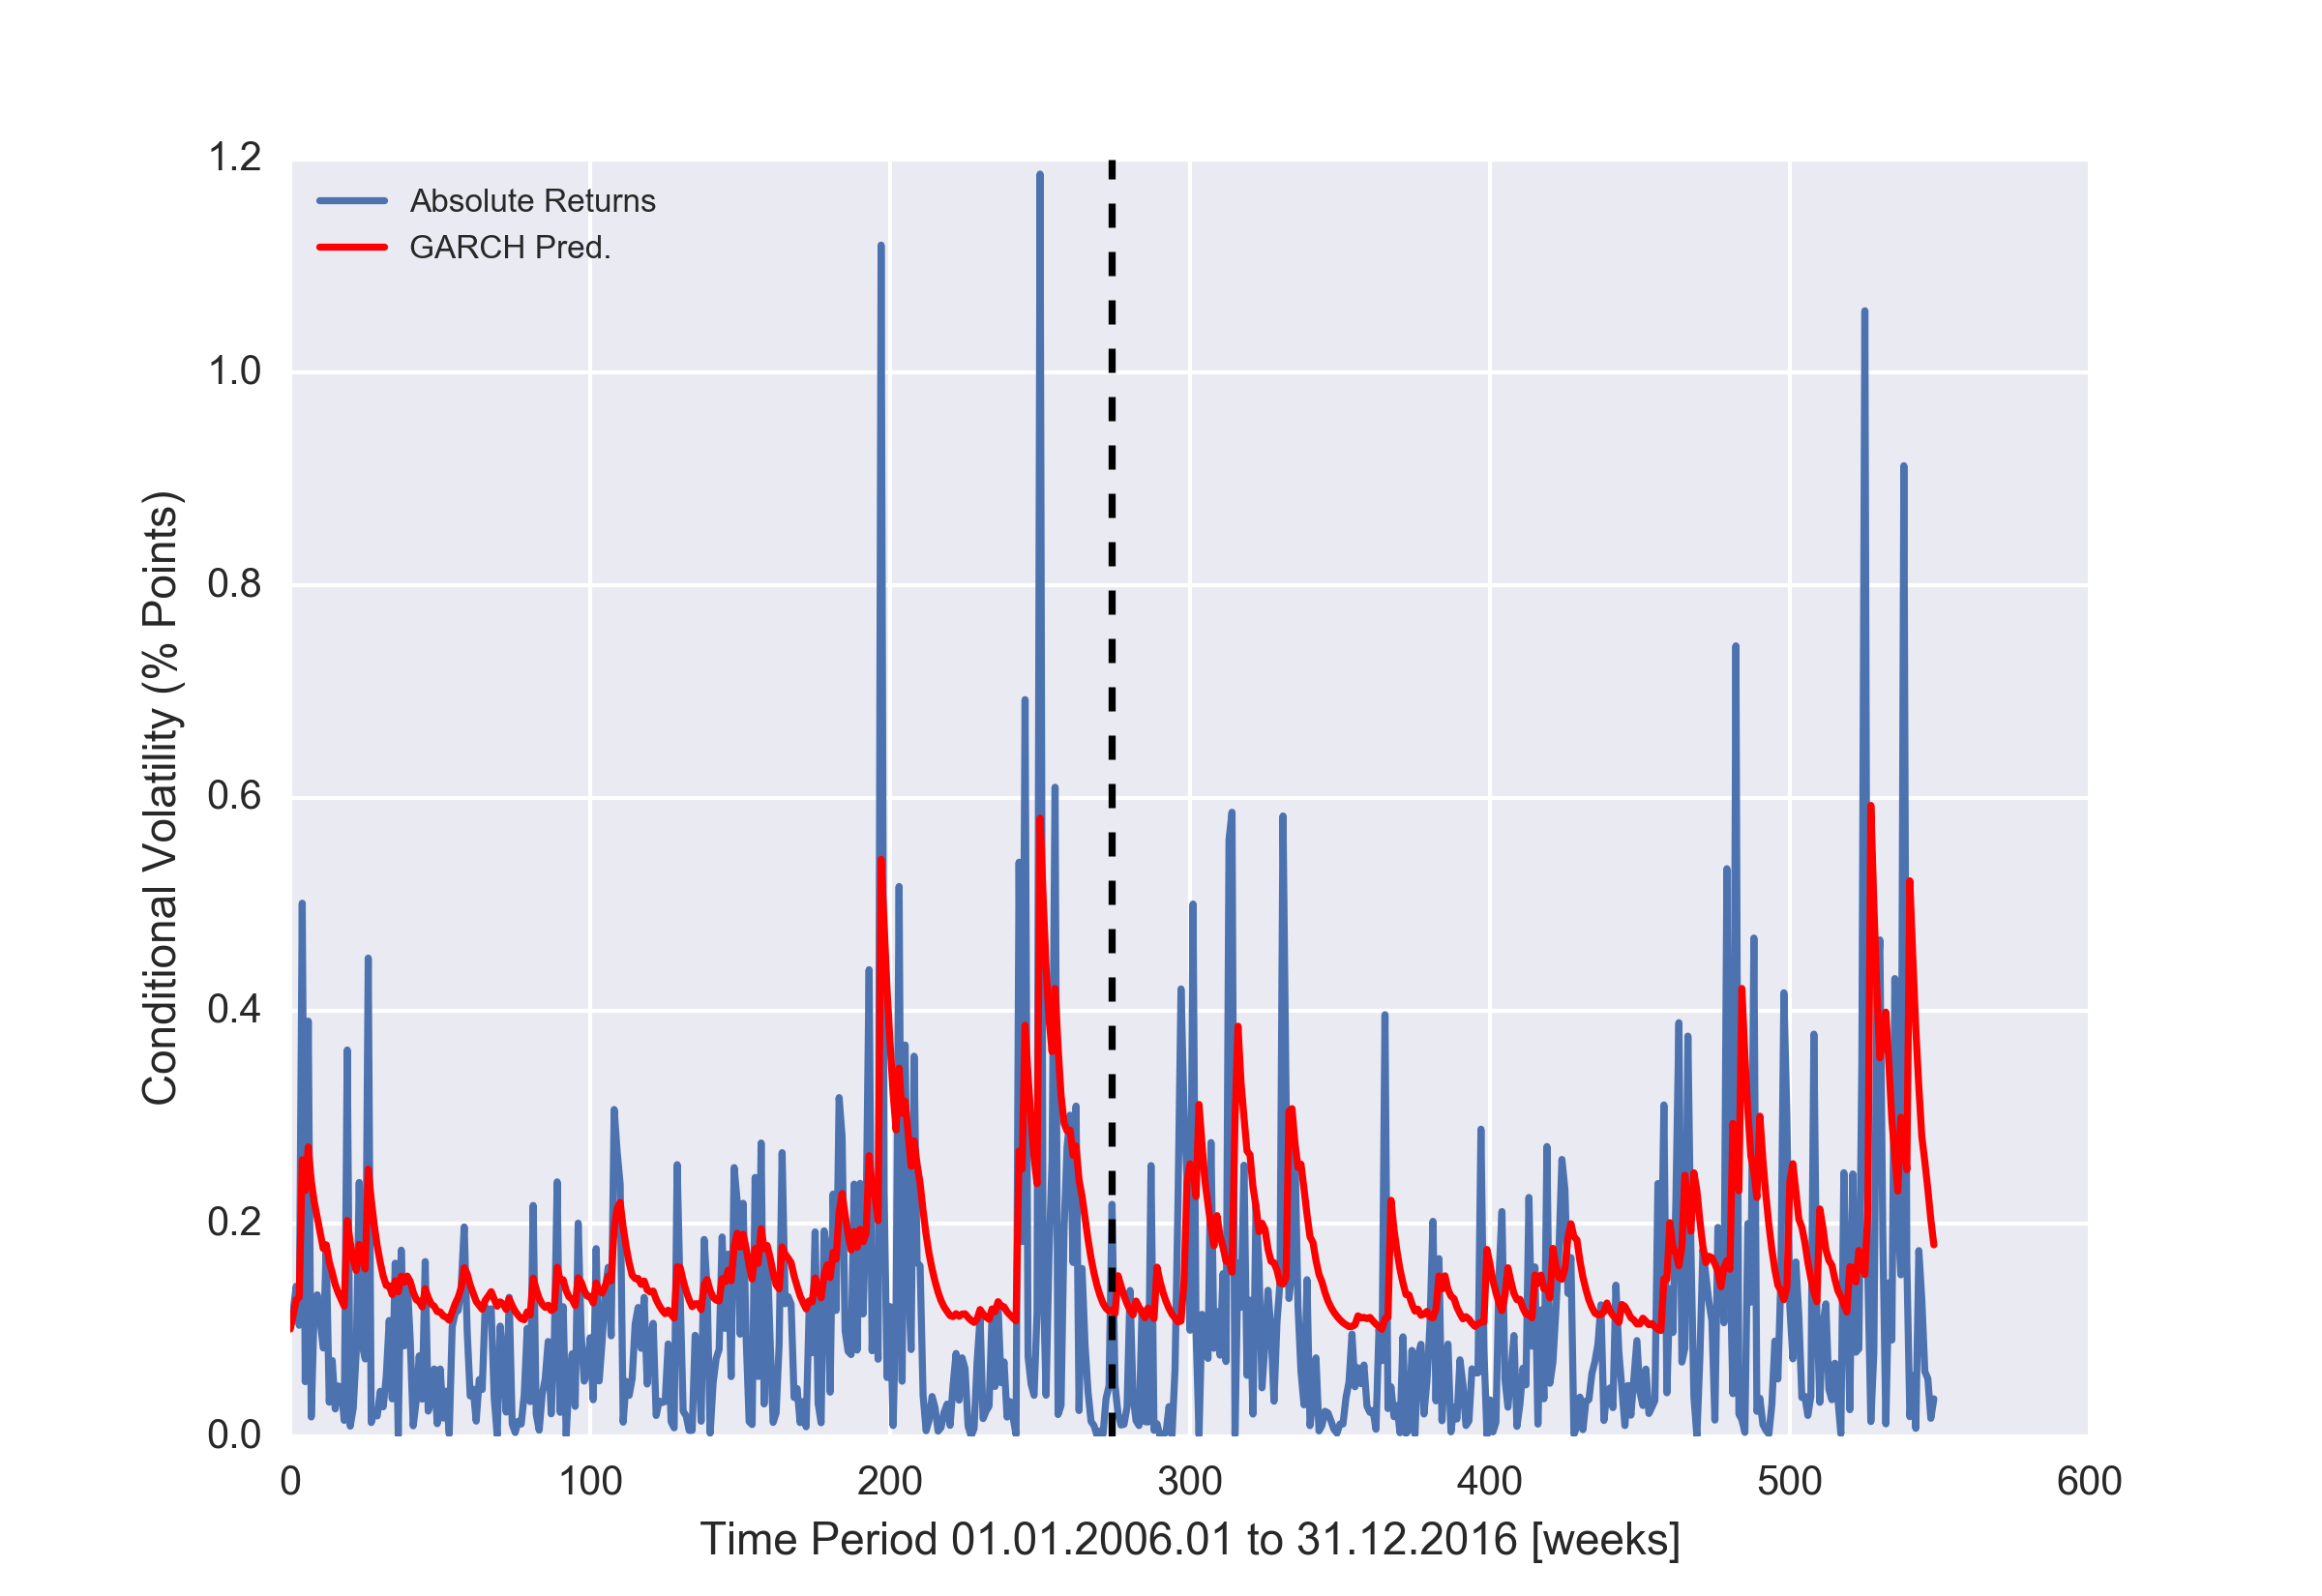 1.2
1.0
0.8
0.6
0.4
0.2
0.0
Conditional Volatility (% Points)
Absolute Returns
GARCH Pred.
0 100 200 300 400 500 600
Time Period 01.01.2006.01 to 31.12.2016 [weeks]